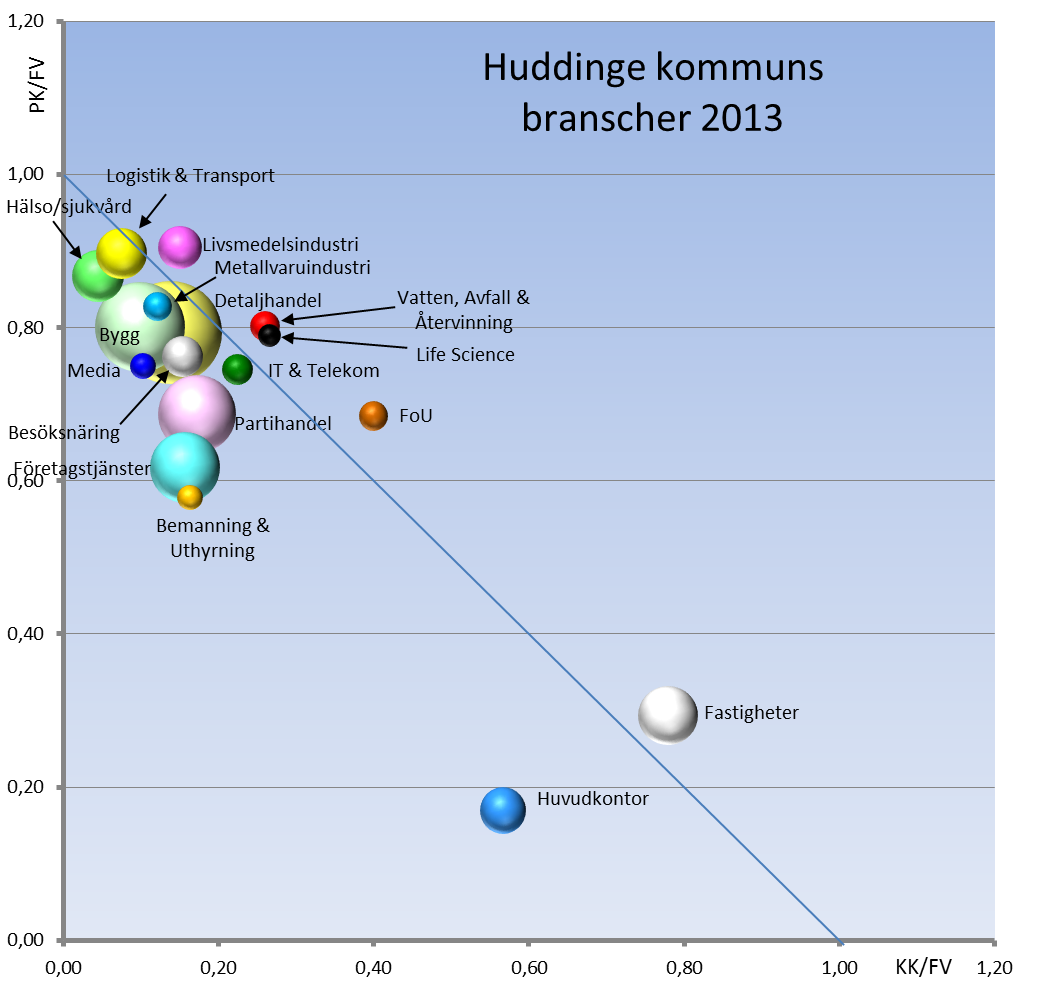 1,20
PK/FV
Huddinge kommuns
branscher 2013
1,00
Logistik & Transport
Hälso/sjukvård
Livsmedelsindustri
Metallvaruindustri
Detaljhandel
Vatten, Avfall &
Återvinning
0,80
Bygg
Life Science
Media
IT & Telekom
FoU
Partihandel
Besöksnäring
Företagstjänster
0,60
Bemanning &
Uthyrning
0,40
Fastigheter
0,20
Huvudkontor
0,00
0,00 0,20 0,40 0,60 0,80 1,00 KK/FV 1,20